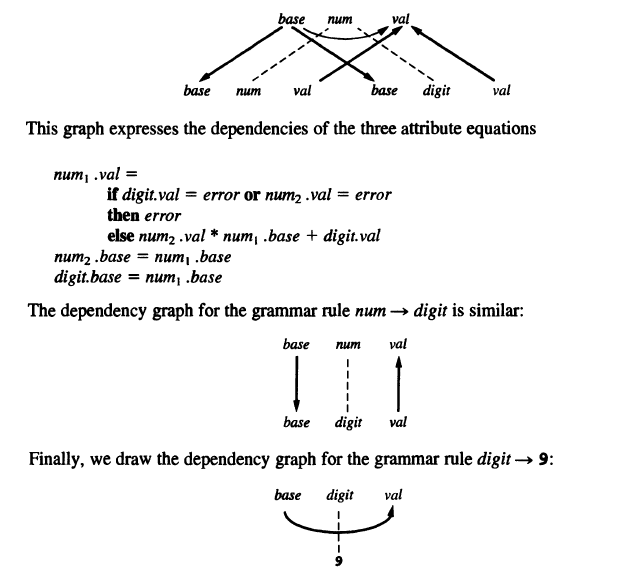 base num val
base num val base digit val
This graph expresses the dependencies of the three attribute equations
num₁ .val =
if digit.val = error or num₂ .val = error
then error
else num₂ .val * num₁ .base + digit.val
num₂ .base = num₁ .base
digit.base = num₁ .base
The dependency graph for the grammar rule num → digit is similar:
base num val
base digit val
Finally, we draw the dependency graph for the grammar rule digit → 9:
base digit val
9